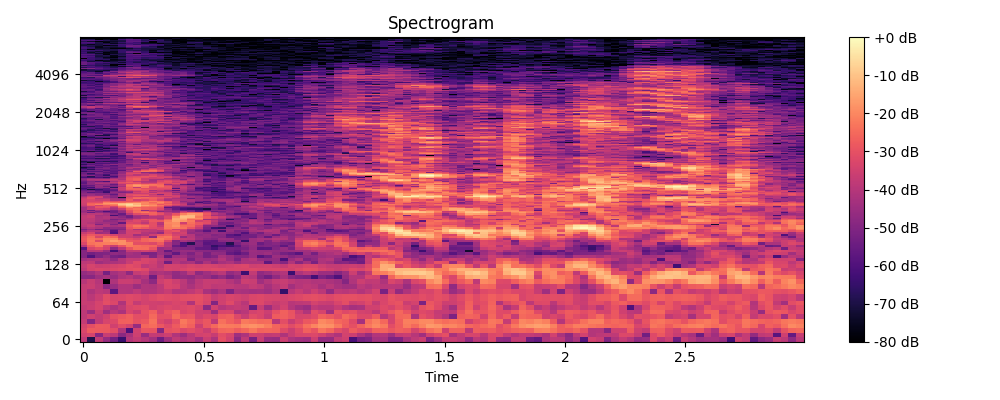 Spectrogram
Hz
4096
2048
1024
512
256
128
64
0
0
0.5
1
1.5
2
2.5
Time
+0 dB
-10 dB
-20 dB
-30 dB
-40 dB
-50 dB
-60 dB
-70 dB
-80 dB